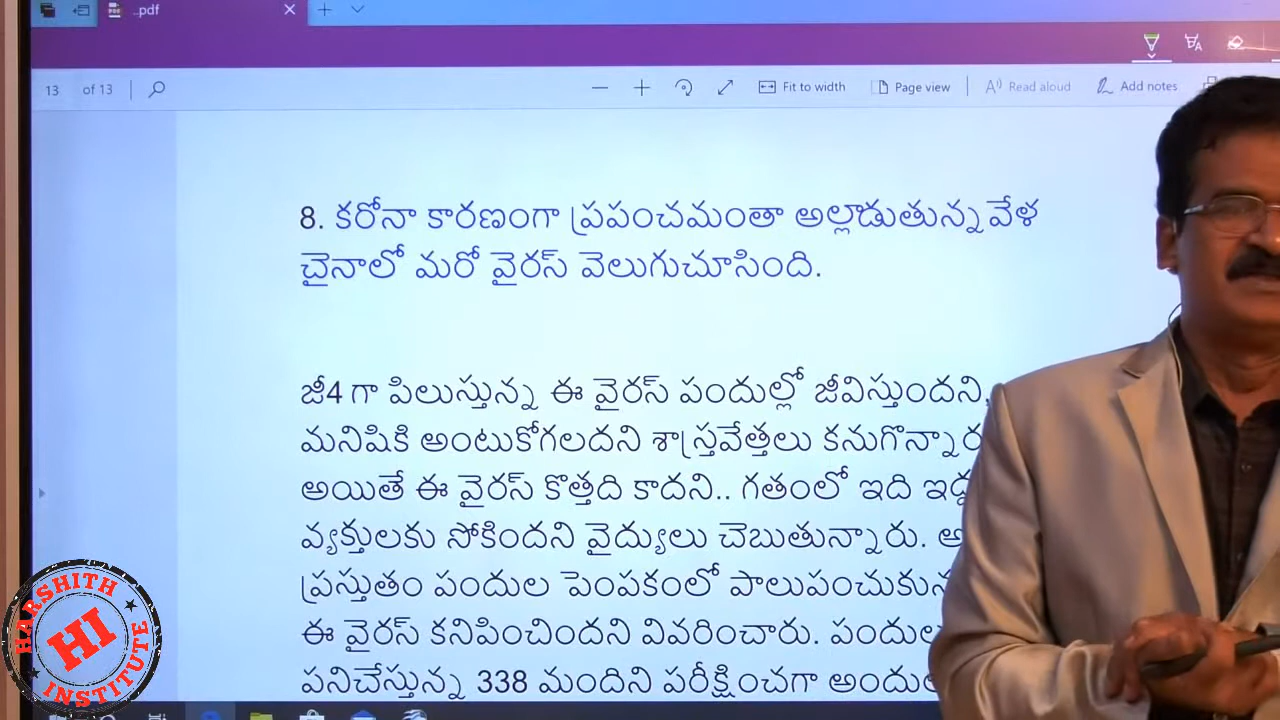 ..pdf
13 of 13
Fit to width
Page view
Read aloud
Add notes
8. కరోనా కారణంగా ప్రపంచమంతా అల్లాడుతున్న వేళ
చైనాలో మరో వైరస్ వెలుగుచూసింది.
జీ4 గా పిలుస్తున్న ఈ వైరస్ పందుల్లో జీవిస్తుందని,
మనిషికి అంటుకోగలదని శాస్త్రవేత్తలు
అయితే ఈ వైరస్ కొత్తది కాదని.. గతంలో ఇది
వ్యక్తులకు సోకిందని వైద్యులు చెబుతున్నారు.
ప్రస్తుతం పందుల పెంపకంలో
ఈ వైరస్ కనిపించిందని వివరించారు.
పనిచేస్తున్న 338 మందిని పరీక్షించగా
HARSHITH
HI
INSTITUTE